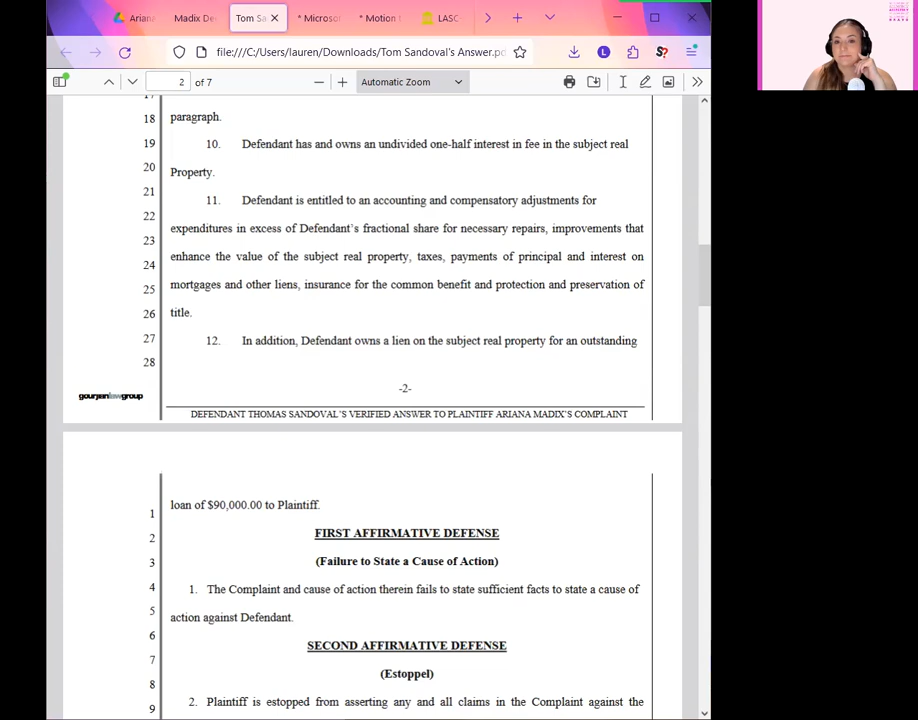 Ariana
Madix De
Tom Sa
* Microso
* Motion t
LASC
file:///C:/Users/lauren/Downloads/Tom Sandoval's Answer.pd
L
S?
2 of 7
Automatic Zoom
17
18 paragraph.
19 10. Defendant has and owns an undivided one-half interest in fee in the subject real
20 Property.
21 11. Defendant is entitled to an accounting and compensatory adjustments for
22 expenditures in excess of Defendant's fractional share for necessary repairs, improvements that
23
24 enhance the value of the subject real property, taxes, payments of principal and interest on
25 mortgages and other liens, insurance for the common benefit and protection and preservation of
26 title.
27 12. In addition, Defendant owns a lien on the subject real property for an outstanding
28
-2-
gourjianlawgroup
DEFENDANT THOMAS SANDOVAL'S VERIFIED ANSWER TO PLAINTIFF ARIANA MADIX'S COMPLAINT
1 loan of $90,000.00 to Plaintiff.
2 FIRST AFFIRMATIVE DEFENSE
3 (Failure to State a Cause of Action)
4 1. The Complaint and cause of action therein fails to state sufficient facts to state a cause of
5 action against Defendant.
6 SECOND AFFIRMATIVE DEFENSE
7
8 (Estoppel)
9 2. Plaintiff is estopped from asserting any and all claims in the Complaint against the